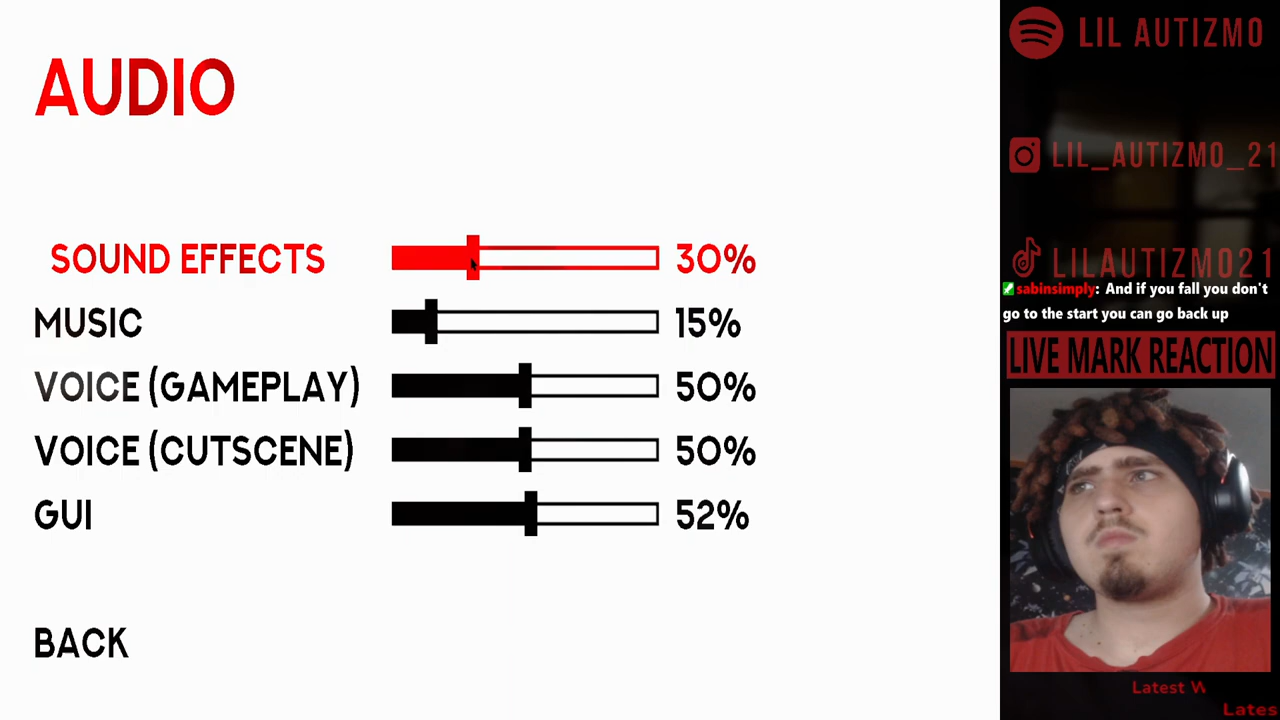 AUDIO
SOUND EFFECTS 30%
MUSIC 15%
VOICE (GAMEPLAY) 50%
VOICE (CUTSCENE) 50%
GUI 52%
BACK
LIL AUTIZMO
LIL_AUTIZMO_21
LILAUTIZMO21
sabinsimply: And if you fall you don't
go to the start you can go back up
LIVE MARK REACTION
Latest W
Lates